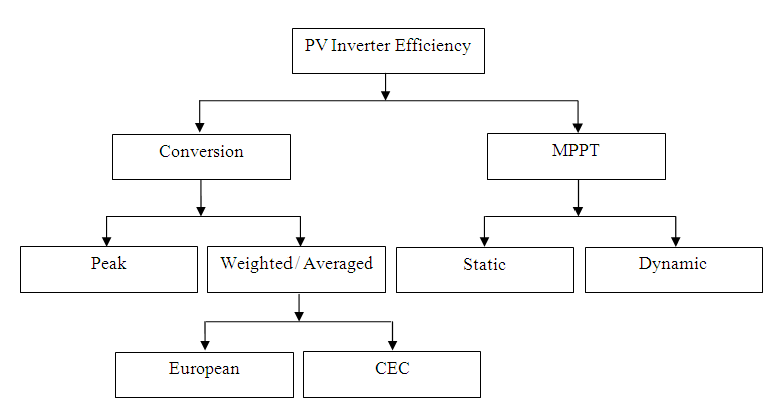 PV Inverter Efficiency
Conversion
MPPT
Peak
Weighted / Averaged
Static
Dynamic
European
CEC